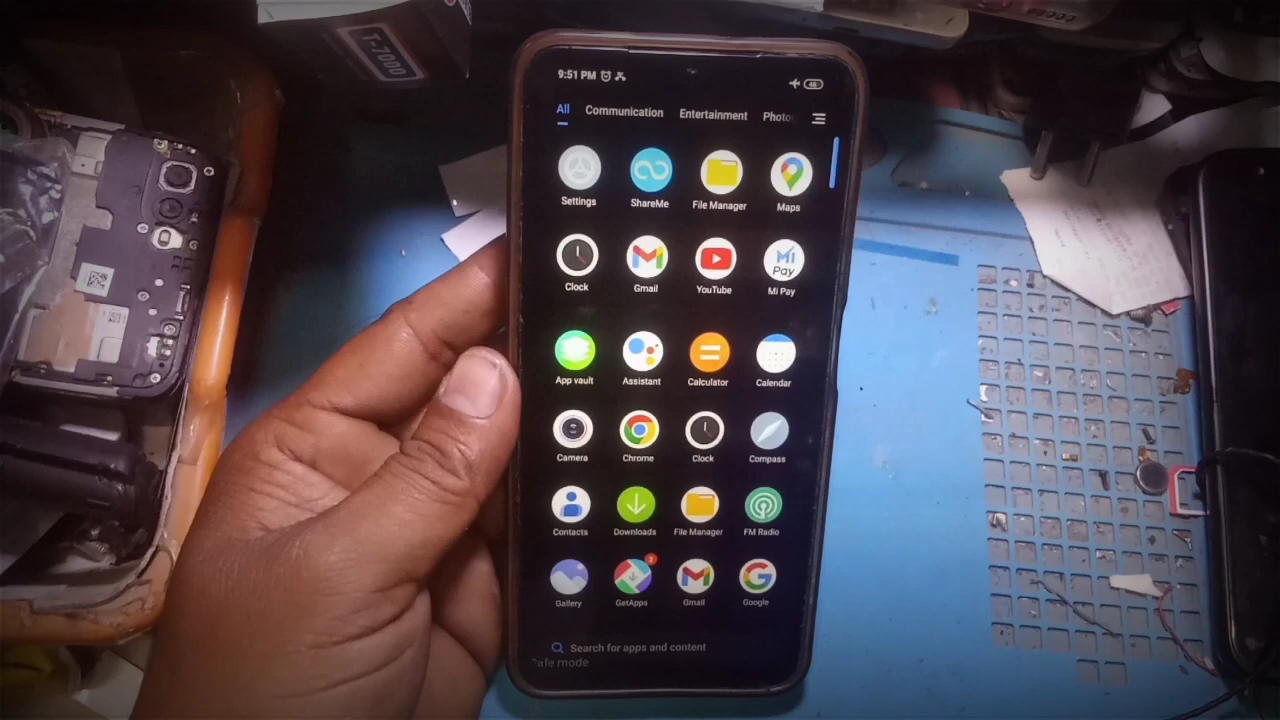 T-7000
9:51 PM 48
All Communication Entertainment Photo
Settings ShareMe File Manager Maps
Clock Gmail YouTube Mi Pay
App vault Assistant Calculator Calendar
Camera Chrome Clock Compass
Contacts Downloads File Manager FM Radio
Gallery GetApps Gmail Google
Search for apps and content
afe mode